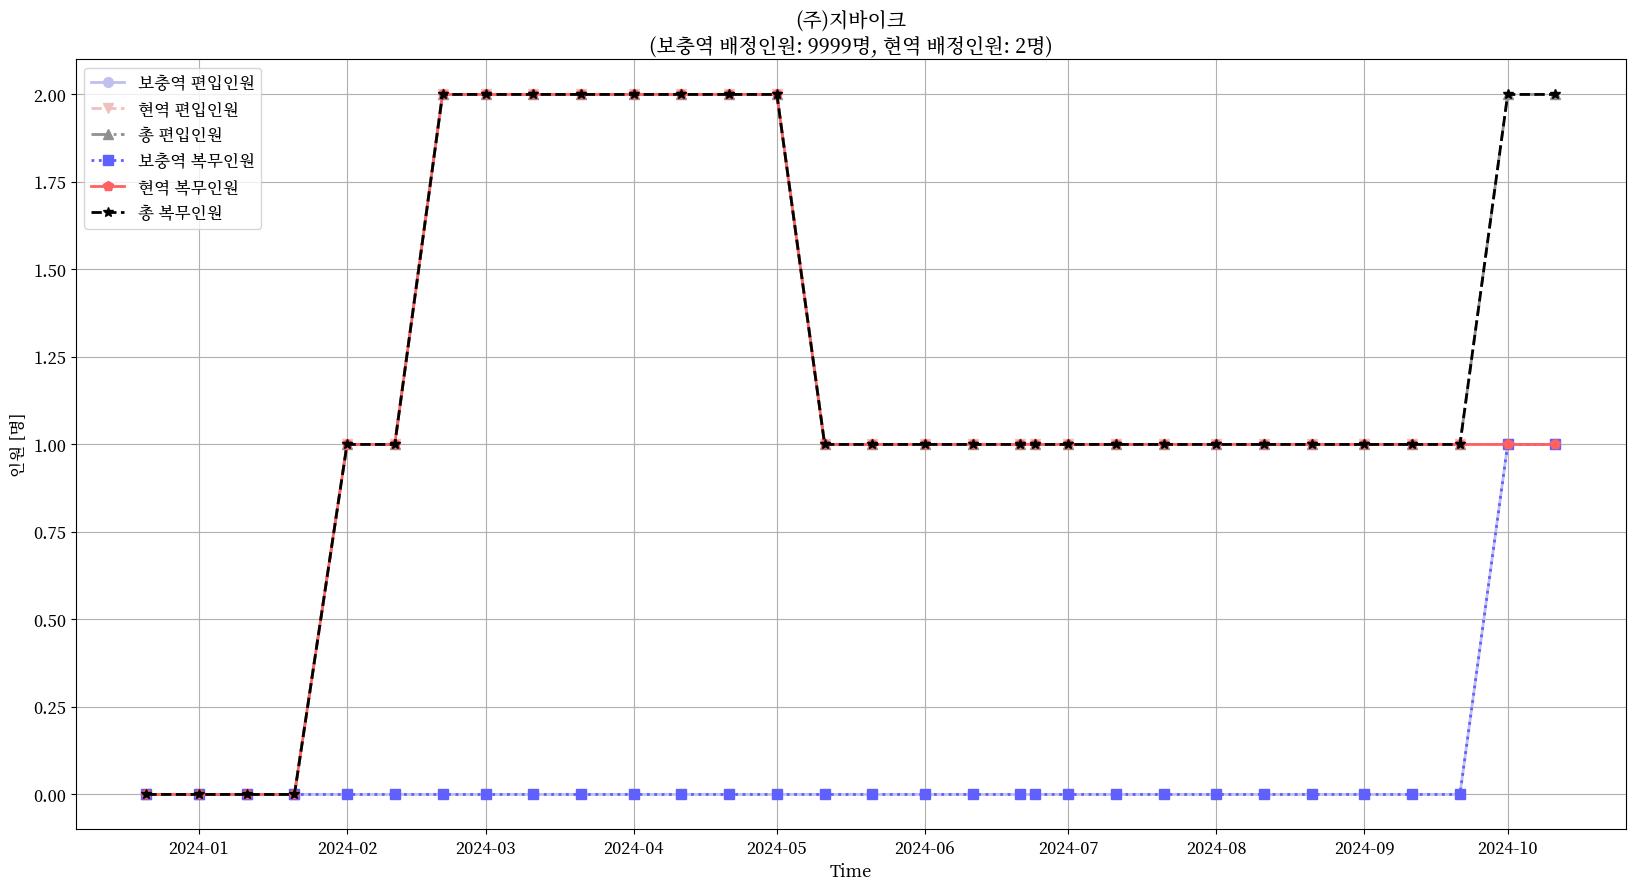 (주)지바이크
(보충역 배정인원: 9999명, 현역 배정인원: 2명)
보충역 편입인원
현역 편입인원
총 편입인원
보충역 복무인원
현역 복무인원
총 복무인원
인원 [명]
2.00
1.75
1.50
1.25
1.00
0.75
0.50
0.25
0.00
2024-01 2024-02 2024-03 2024-04 2024-05 2024-06 2024-07 2024-08 2024-09 2024-10
Time